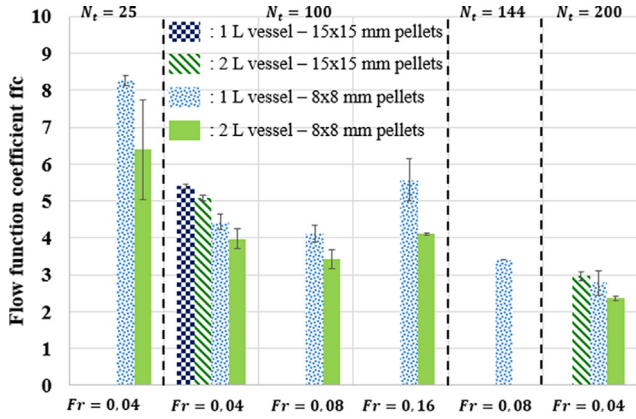 N_t = 25 N_t = 100 N_t = 144 N_t = 200
: 1 L vessel – 15x15 mm pellets
: 2 L vessel – 15x15 mm pellets
: 1 L vessel – 8x8 mm pellets
: 2 L vessel – 8x8 mm pellets
Flow function coefficient ffc
10
9
8
7
6
5
4
3
2
1
0
Fr = 0,04 Fr = 0,04 Fr = 0,08 Fr = 0,16 Fr = 0,08 Fr = 0,04